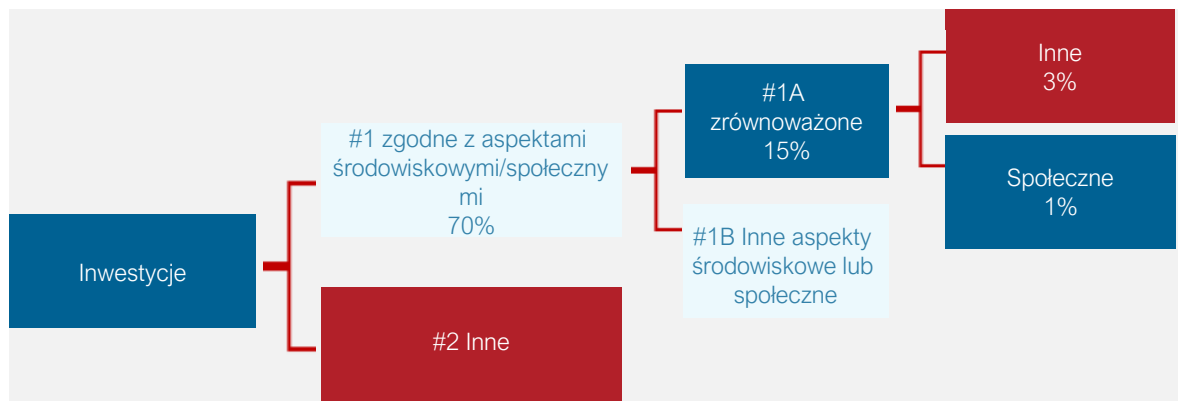 Inwestycje
#1 zgodne z aspektami
środowiskowymi/społeczny
mi
70%
#2 Inne
#1A
zrównoważone
15%
#1B Inne aspekty
środowiskowe lub
społeczne
Inne
3%
Społeczne
1%